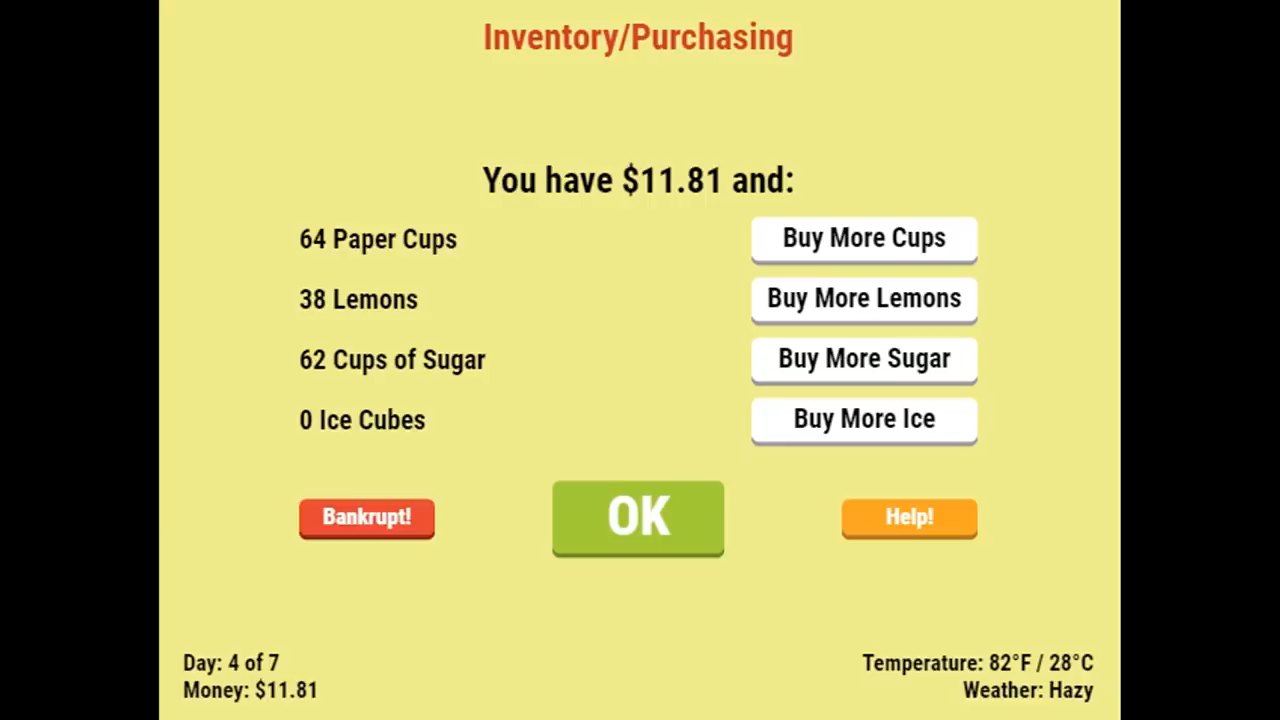 Inventory/Purchasing
You have $11.81 and:
64 Paper Cups
Buy More Cups
38 Lemons
Buy More Lemons
62 Cups of Sugar
Buy More Sugar
0 Ice Cubes
Buy More Ice
Bankrupt!
OK
Help!
Day: 4 of 7
Money: $11.81
Temperature: 82°F / 28°C
Weather: Hazy